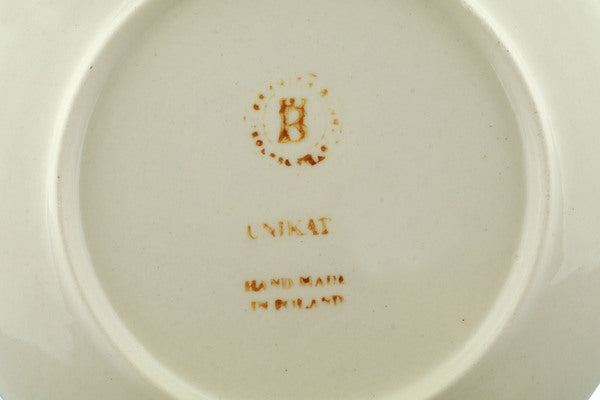 B
UNIKAT
HAND MADE
IN POLAND